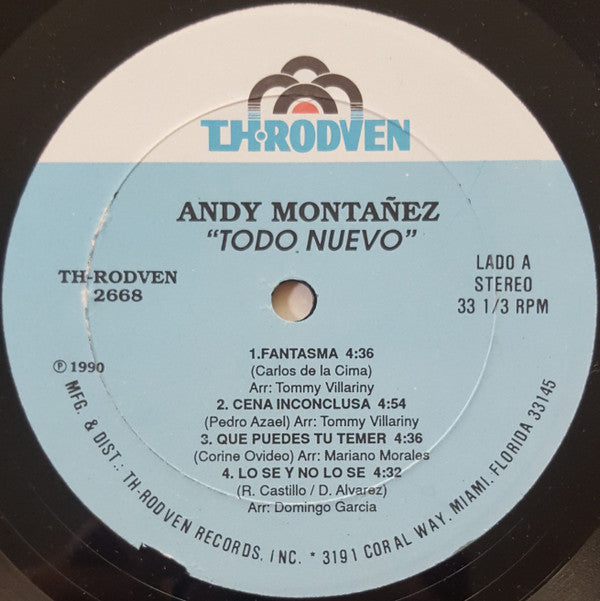 TH·RODVEN
ANDY MONTAÑEZ
"TODO NUEVO"
TH-RODVEN
2668
LADO A
STEREO
33 1/3 RPM
℗ 1990
1.FANTASMA 4:36
(Carlos de la Cima)
Arr: Tommy Villariny
2. CENA INCONCLUSA 4:54
(Pedro Azael) Arr: Tommy Villariny
3. QUE PUEDES TU TEMER 4:36
(Corine Ovideo) Arr: Mariano Morales
4. LO SE Y NO LO SE 4:32
(R. Castillo / D. Alvarez)
Arr: Domingo Garcia
MFG. & DIST.: TH-RODVEN RECORDS, INC. * 3191 CORAL WAY. MIAMI. FLORIDA 33145